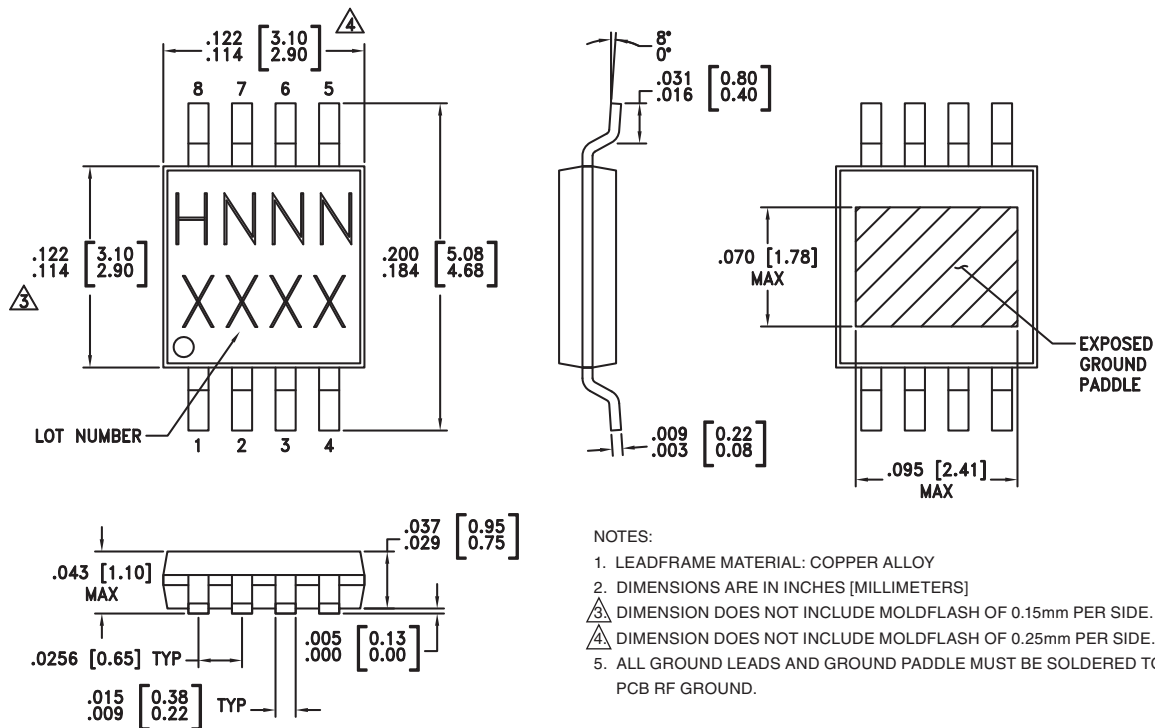 4
.122 [3.10]
.114 [2.90]
8 7 6 5
HNNN
XXXX
.122 [3.10]
.114 [2.90]
3
.200 [5.08]
.184 [4.68]
LOT NUMBER
1 2 3 4
8°
0°
.031 [0.80]
.016 [0.40]
.009 [0.22]
.003 [0.08]
.070 [1.78]
MAX
EXPOSED
GROUND
PADDLE
.095 [2.41]
MAX
.037 [0.95]
.029 [0.75]
.043 [1.10]
MAX
.005 [0.13]
.000 [0.00]
.0256 [0.65] TYP
.015 [0.38]
.009 [0.22] TYP
NOTES:
1. LEADFRAME MATERIAL: COPPER ALLOY
2. DIMENSIONS ARE IN INCHES [MILLIMETERS]
3. DIMENSION DOES NOT INCLUDE MOLDFLASH OF 0.15mm PER SIDE.
4. DIMENSION DOES NOT INCLUDE MOLDFLASH OF 0.25mm PER SIDE.
5. ALL GROUND LEADS AND GROUND PADDLE MUST BE SOLDERED TO
PCB RF GROUND.